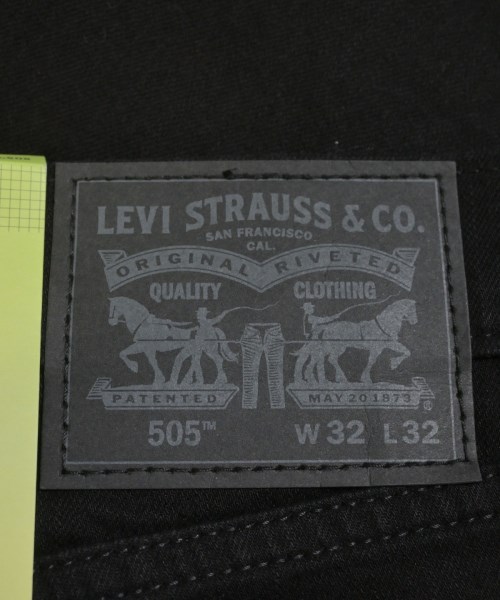 LEVI STRAUSS & CO.
SAN FRANCISCO
CAL.
ORIGINAL RIVETED
QUALITY CLOTHING
PATENTED MAY 20 1873
505™ W 32 L 32